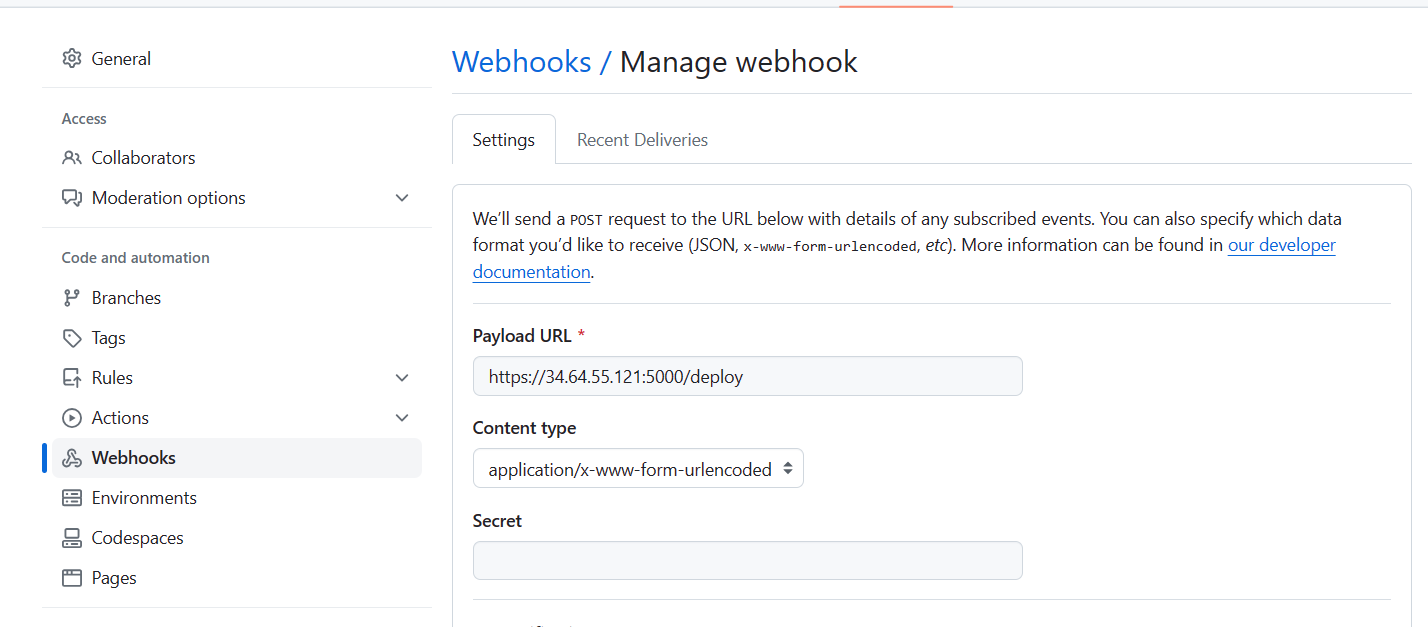 General
Access
Collaborators
Moderation options
Code and automation
Branches
Tags
Rules
Actions
Webhooks
Environments
Codespaces
Pages
Webhooks / Manage webhook
Settings
Recent Deliveries
We'll send a POST request to the URL below with details of any subscribed events. You can also specify which data
format you'd like to receive (JSON, x-www-form-urlencoded, etc). More information can be found in our developer
documentation.
Payload URL *
https://34.64.55.121:5000/deploy
Content type
application/x-www-form-urlencoded
Secret